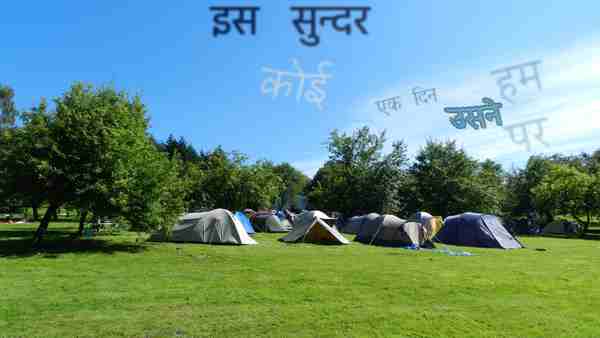 इस सुन्दर
कोई
एक दिन
उसने
हम
पर